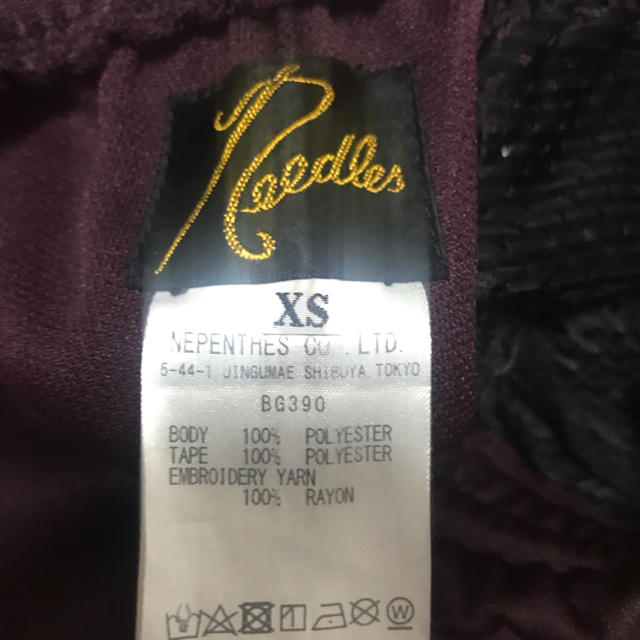 Needles
XS
NEPENTHES CO., LTD.
5-44-1, JINGUMAE SHIBUYA TOKYO
BG390
BODY 100% POLYESTER
TAPE 100% POLYESTER
EMBROIDERY YARN
100% RAYON